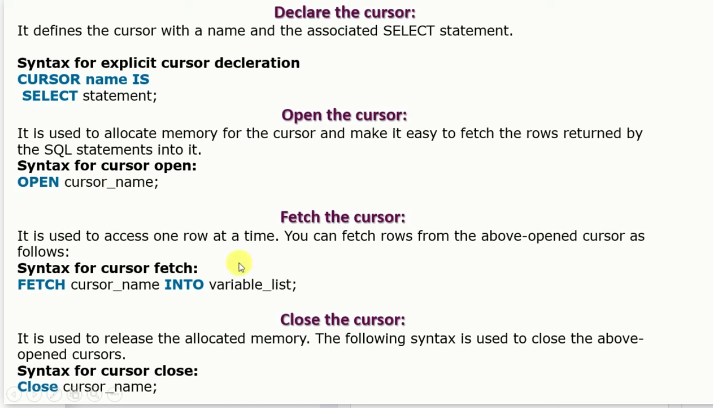 Declare the cursor:
It defines the cursor with a name and the associated SELECT statement.
Syntax for explicit cursor decleration
CURSOR name IS
SELECT statement;
Open the cursor:
It is used to allocate memory for the cursor and make it easy to fetch the rows returned by
the SQL statements into it.
Syntax for cursor open:
OPEN cursor_name;
Fetch the cursor:
It is used to access one row at a time. You can fetch rows from the above-opened cursor as
follows:
Syntax for cursor fetch:
FETCH cursor_name INTO variable_list;
Close the cursor:
It is used to release the allocated memory. The following syntax is used to close the above-
opened cursors.
Syntax for cursor close:
Close cursor_name;